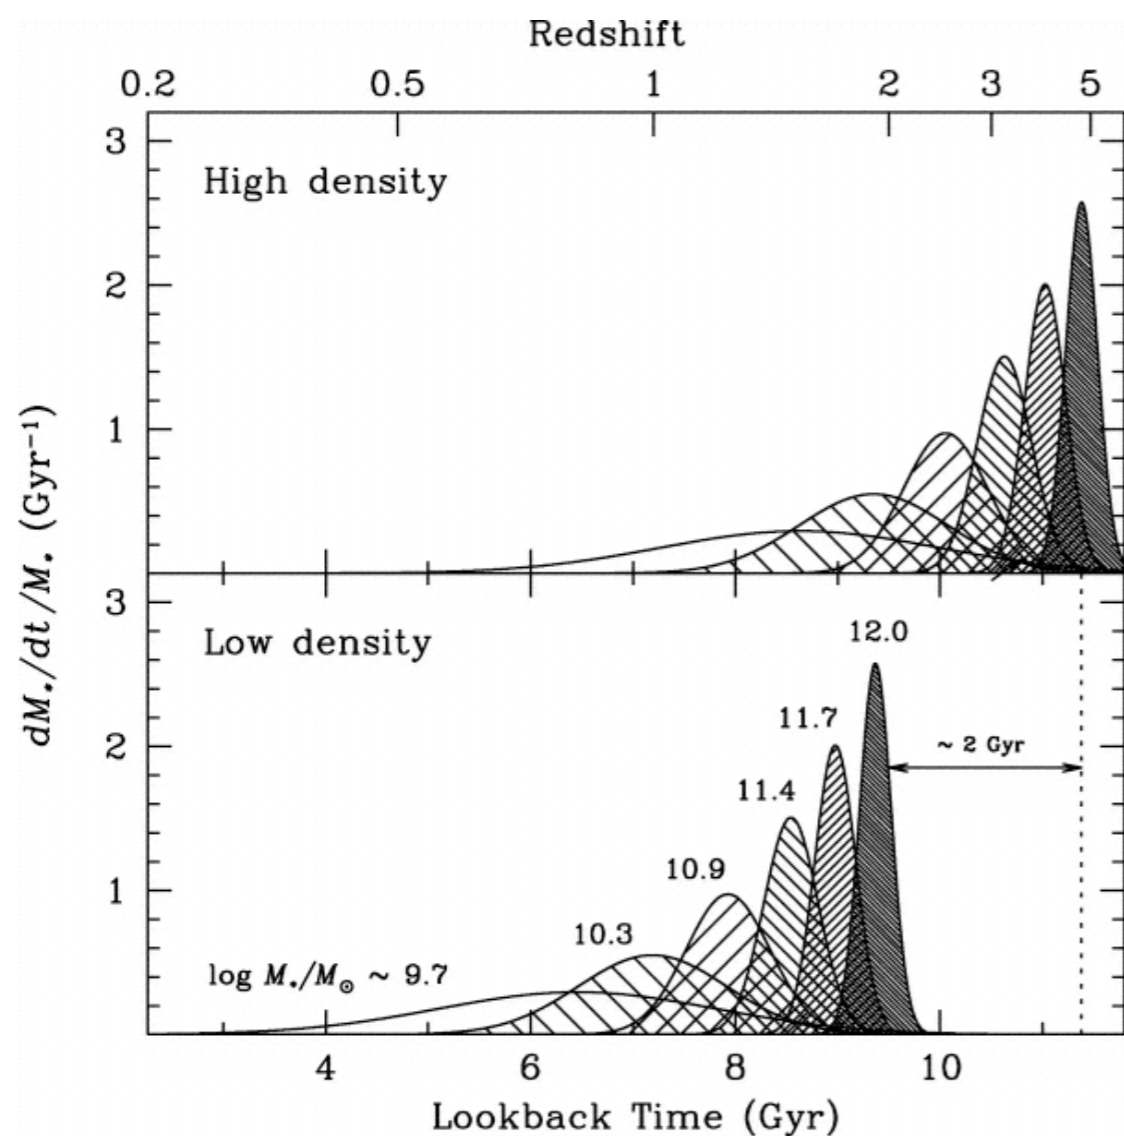 Redshift
0.2 0.5 1 2 3 5
3
High density
2
1
dM⋆/dt/M⋆ (Gyr⁻¹)
3
Low density
12.0
11.7
2
~ 2 Gyr
11.4
1
10.9
10.3
log M⋆/M⊙ ~ 9.7
4 6 8 10
Lookback Time (Gyr)